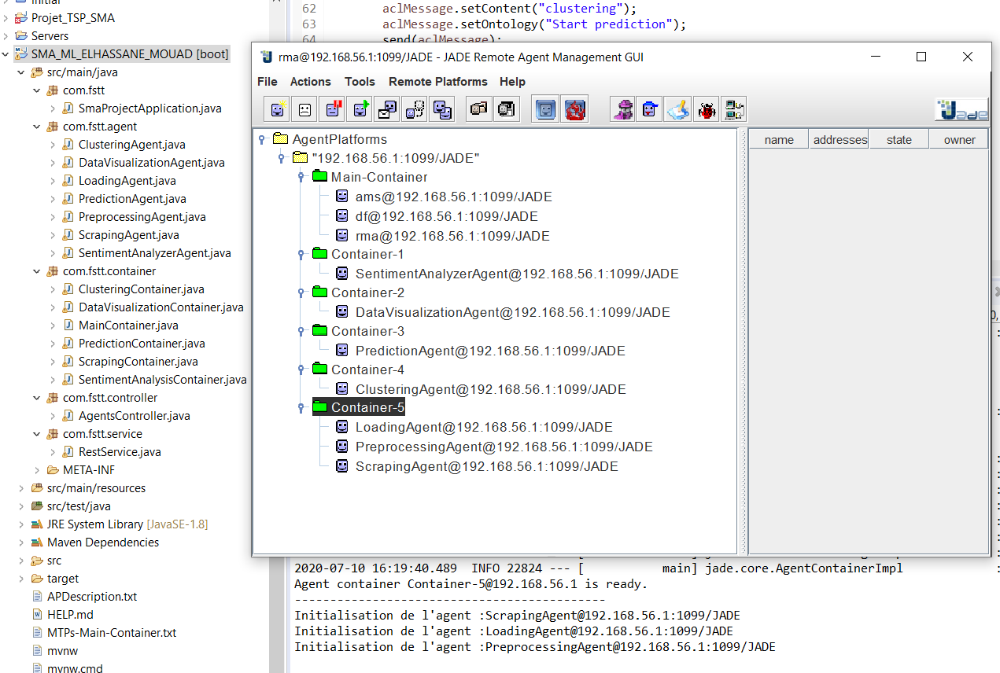 Initial
Projet_TSP_SMA
Servers
SMA_ML_ELHASSANE_MOUAD [boot]
src/main/java
com.fstt
SmaProjectApplication.java
com.fstt.agent
ClusteringAgent.java
DataVisualizationAgent.java
LoadingAgent.java
PredictionAgent.java
PreprocessingAgent.java
ScrapingAgent.java
SentimentAnalyzerAgent.java
com.fstt.container
ClusteringContainer.java
DataVisualizationContainer.java
MainContainer.java
PredictionContainer.java
ScrapingContainer.java
SentimentAnalysisContainer.java
com.fstt.controller
AgentsController.java
com.fstt.service
RestService.java
META-INF
src/main/resources
src/test/java
JRE System Library [JavaSE-1.8]
Maven Dependencies
src
target
APDescription.txt
HELP.md
MTPs-Main-Container.txt
mvnw
mvnw.cmd
62 aclMessage.setContent("clustering");
63 aclMessage.setOntology("Start prediction");
64 send(aclMessage);
rma@192.168.56.1:1099/JADE - JADE Remote Agent Management GUI
File Actions Tools Remote Platforms Help
Jade
AgentPlatforms
"192.168.56.1:1099/JADE"
Main-Container
ams@192.168.56.1:1099/JADE
df@192.168.56.1:1099/JADE
rma@192.168.56.1:1099/JADE
Container-1
SentimentAnalyzerAgent@192.168.56.1:1099/JADE
Container-2
DataVisualizationAgent@192.168.56.1:1099/JADE
Container-3
PredictionAgent@192.168.56.1:1099/JADE
Container-4
ClusteringAgent@192.168.56.1:1099/JADE
Container-5
LoadingAgent@192.168.56.1:1099/JADE
PreprocessingAgent@192.168.56.1:1099/JADE
ScrapingAgent@192.168.56.1:1099/JADE
name addresses state owner
2020-07-10 16:19:40.489 INFO 22824 --- [ main] jade.core.AgentContainerImpl :
Agent container Container-5@192.168.56.1 is ready.
--------------------------------------------
Initialisation de l'agent :ScrapingAgent@192.168.56.1:1099/JADE
Initialisation de l'agent :LoadingAgent@192.168.56.1:1099/JADE
Initialisation de l'agent :PreprocessingAgent@192.168.56.1:1099/JADE